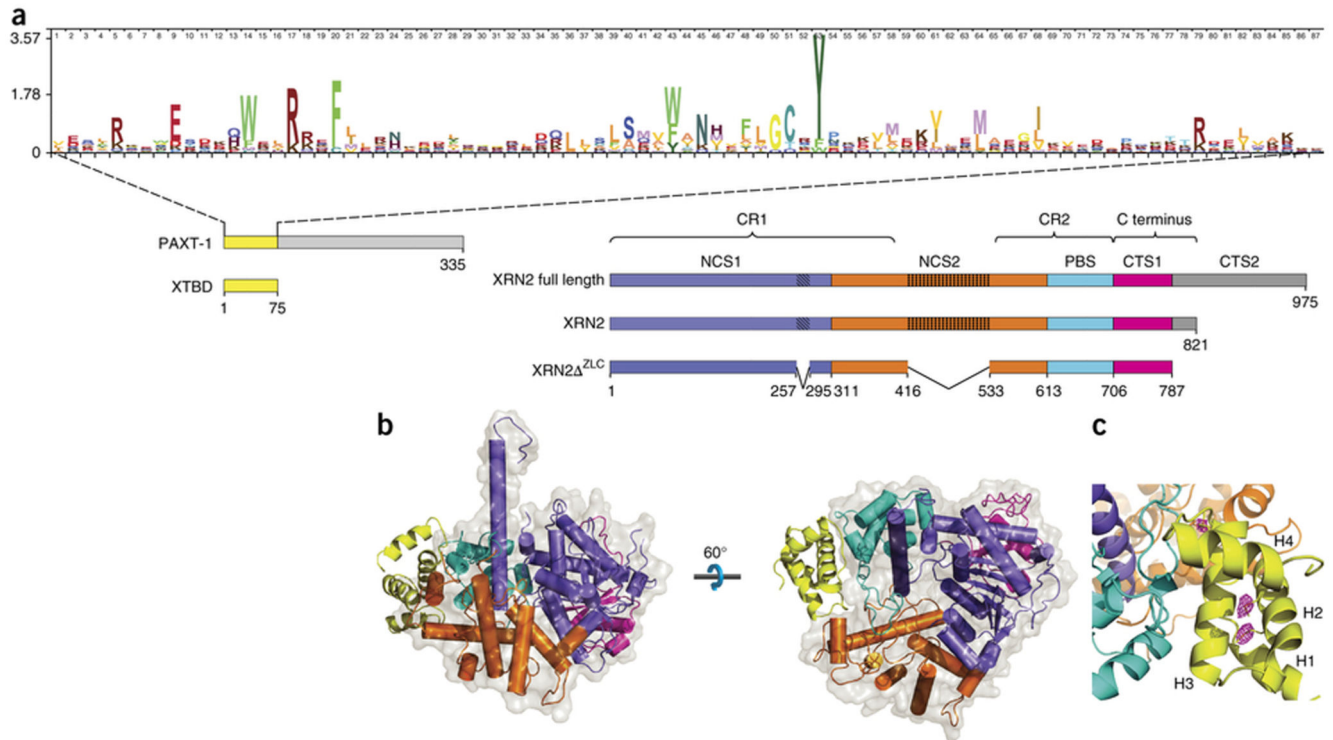 a
3.57
1 2 3 4 5 6 7 8 9 10 11 12 13 14 15 16 17 18 19 20 21 22 23 24 25 26 27 28 29 30 31 32 33 34 35 36 37 38 39 40 41 42 43 44 45 46 47 48 49 50 51 52 53 54 55 56 57 58 59 60 61 62 63 64 65 66 67 68 69 70 71 72 73 74 75 76 77 78 79 80 81 82 83 84 85 86 87
1.78
0
R E W R F L S W N F L G C Y M Y M I R
CR1 CR2 C terminus
PAXT-1
335
NCS1 NCS2 PBS CTS1 CTS2
XRN2 full length
975
XTBD
1 75
XRN2
821
XRN2Δ^ZLC
1 257 295 311 416 533 613 706 787
b
60°
c
H4
H2
H1
H3